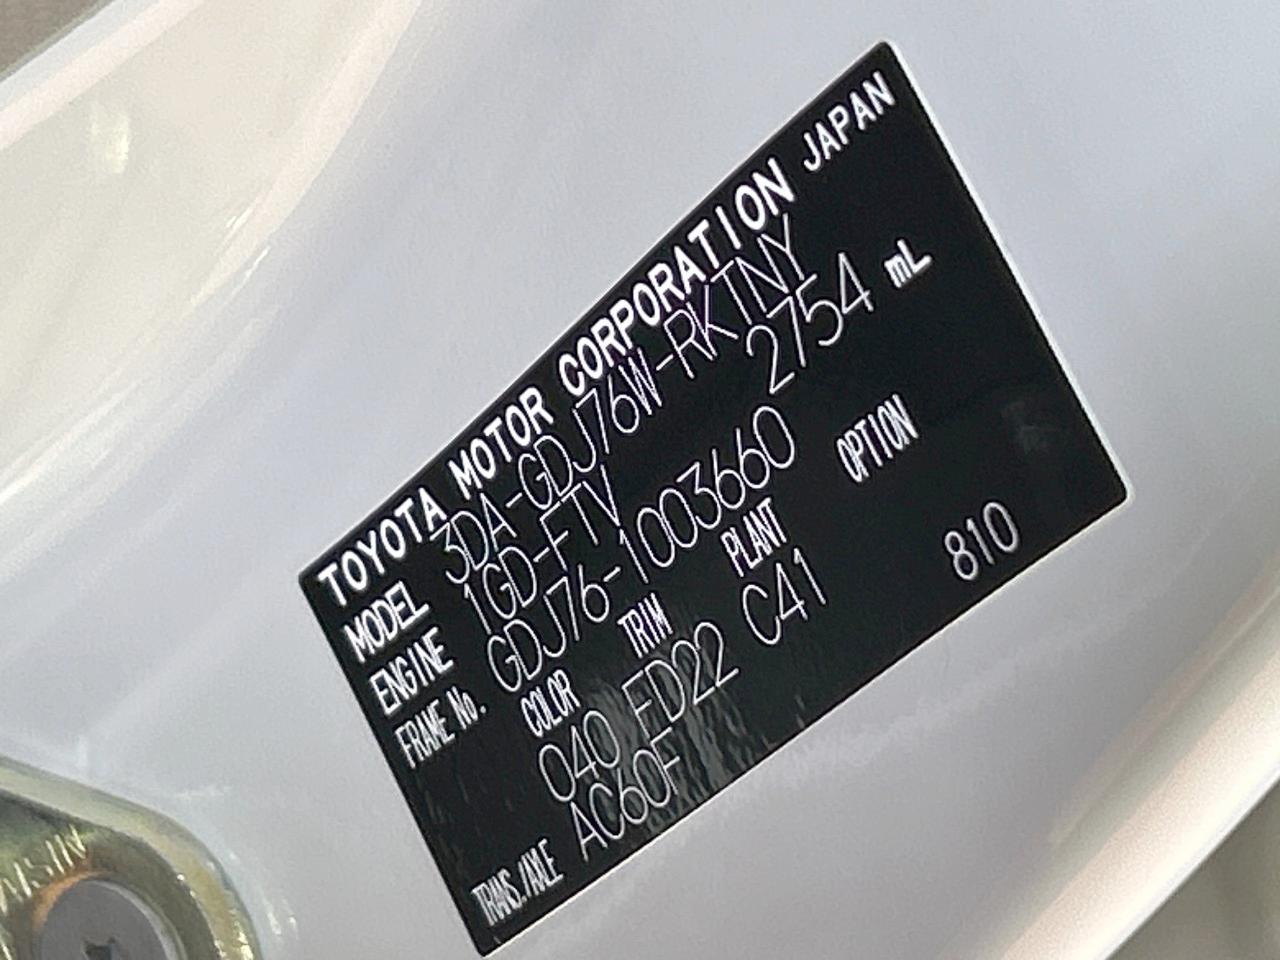 TOYOTA MOTOR CORPORATION JAPAN
MODEL 3DA-GDJ76W-RKTNY
ENGINE 1GD-FTV 2754 mL
FRAME No. GDJ76-1003660
COLOR TRIM PLANT OPTION
040 FD22 C41 810
TRANS./AXLE AC60F
AISIN